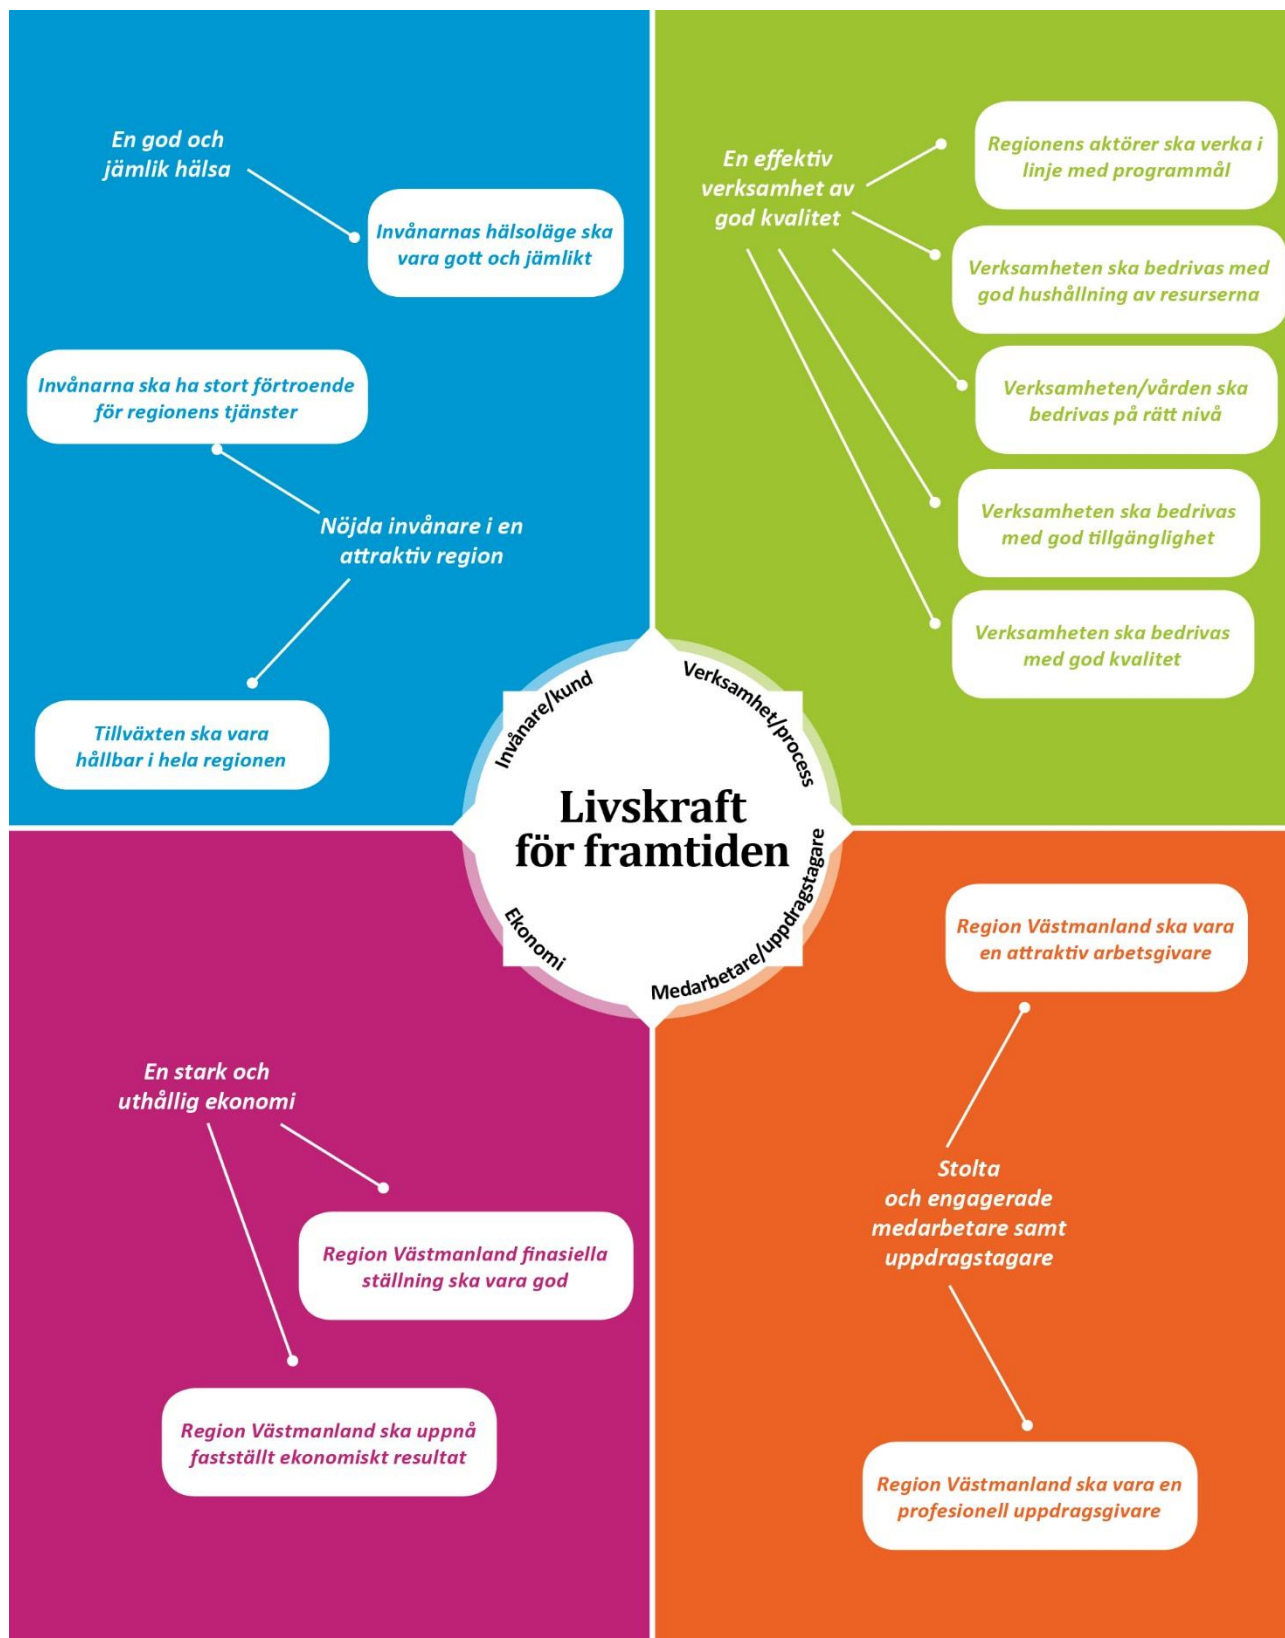 En god och
jämlik hälsa
Invånarnas hälsoläge ska
vara gott och jämlikt
Invånarna ska ha stort förtroende
för regionens tjänster
Nöjda invånare i en
attraktiv region
Tillväxten ska vara
hållbar i hela regionen
En effektiv
verksamhet av
god kvalitet
Regionens aktörer ska verka i
linje med programmål
Verksamheten ska bedrivas med
god hushållning av resurserna
Verksamheten/vården ska
bedrivas på rätt nivå
Verksamheten ska bedrivas
med god tillgänglighet
Verksamheten ska bedrivas
med god kvalitet
Invånare/kund
Verksamhet/process
Livskraft
för framtiden
Ekonomi
Medarbetare/uppdragstagare
En stark och
uthållig ekonomi
Region Västmanland finasiella
ställning ska vara god
Region Västmanland ska uppnå
fastställt ekonomiskt resultat
Region Västmanland ska vara
en attraktiv arbetsgivare
Stolta
och engagerade
medarbetare samt
uppdragstagare
Region Västmanland ska vara en
profesionell uppdragsgivare